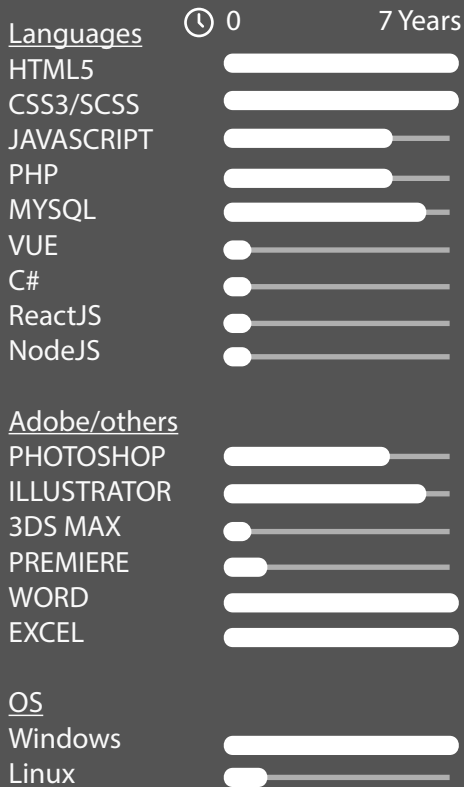 0 7 Years
Languages
HTML5
CSS3/SCSS
JAVASCRIPT
PHP
MYSQL
VUE
C#
ReactJS
NodeJS
Adobe/others
PHOTOSHOP
ILLUSTRATOR
3DS MAX
PREMIERE
WORD
EXCEL
OS
Windows
Linux